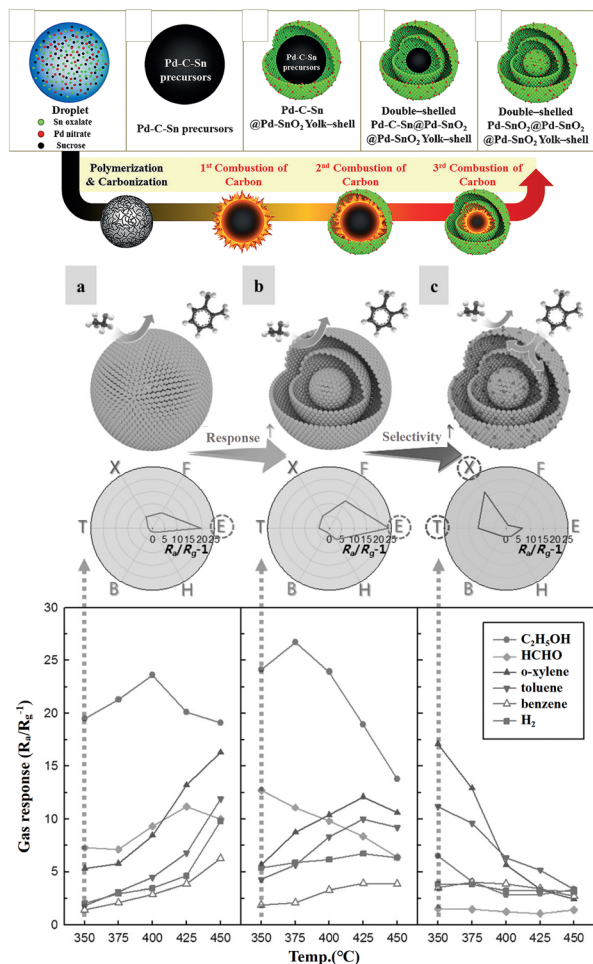 Droplet
Sn oxalate
Pd nitrate
Sucrose
Pd-C-Sn
precursors
Pd-C-Sn precursors
Pd-C-Sn
precursors
Pd-C-Sn
@Pd-SnO₂ Yolk-shell
Double-shelled
Pd-C-Sn@Pd-SnO₂
@Pd-SnO₂ Yolk-shell
Double-shelled
Pd-SnO₂@Pd-SnO₂
@Pd-SnO₂ Yolk-shell
Polymerization
& Carbonization
1st Combustion of
Carbon
2nd Combustion of
Carbon
3rd Combustion of
Carbon
a
b
c
Response ↑
Selectivity ↑
X F
T E
B H
0 5 10 15 20 25
Ra/Rg-1
X F
T E
B H
0 5 10 15 20 25
Ra/Rg-1
X F
T E
B H
0 5 10 15 20 25
Ra/Rg-1
Gas response (Ra/Rg-1)
30
25
20
15
10
5
0
C₂H₅OH
HCHO
o-xylene
toluene
benzene
H₂
350 375 400 425 450
350 375 400 425 450
350 375 400 425 450
Temp.(°C)